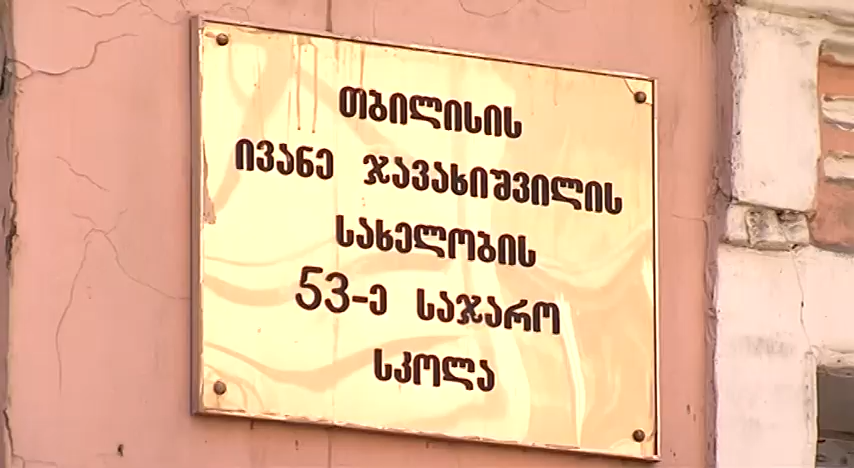 თბილისის
ივანე ჯავახიშვილის
სახელობის
53-ე საჯარო
სკოლა